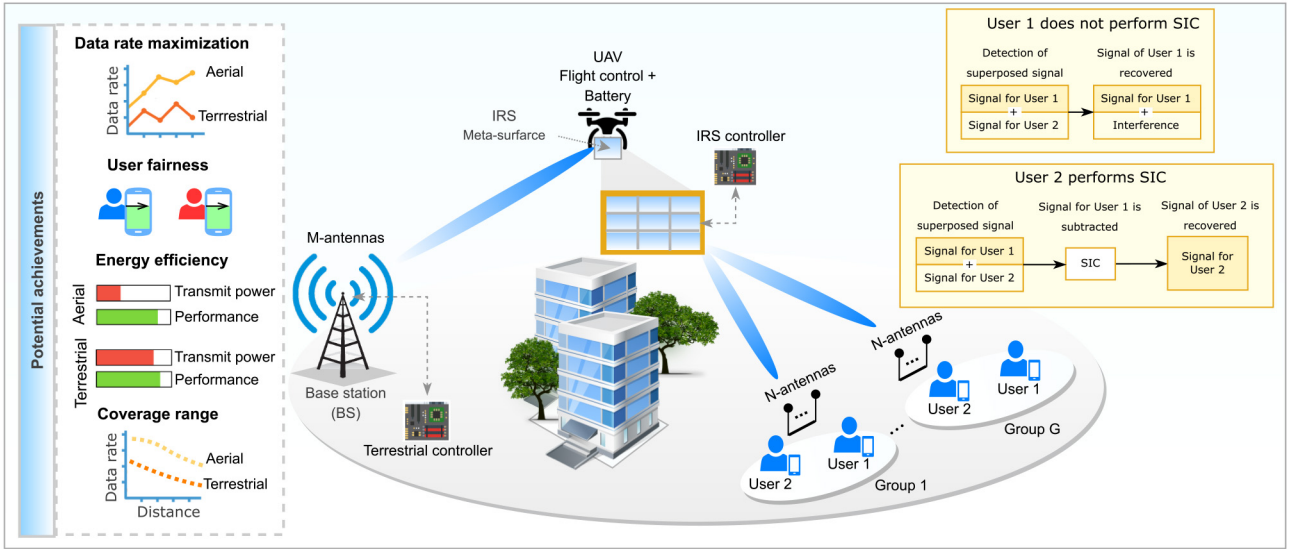 Potential achievements
Data rate maximization
Data rate
Aerial
Terrrestrial
User fairness
Energy efficiency
Aerial
Transmit power
Performance
Terrestrial
Transmit power
Performance
Coverage range
Data rate
Aerial
Terrestrial
Distance
M-antennas
Base station
(BS)
Terrestrial controller
UAV
Flight control +
Battery
IRS
Meta-surfarce
IRS controller
N-antennas
User 2
User 1
Group 1
...
N-antennas
User 2
User 1
Group G
User 1 does not perform SIC
Detection of
superposed signal
Signal for User 1
+
Signal for User 2
Signal of User 1 is
recovered
Signal for User 1
+
Interference
User 2 performs SIC
Detection of
superposed signal
Signal for User 1
+
Signal for User 2
Signal for User 1 is
subtracted
SIC
Signal of User 2 is
recovered
Signal for
User 2